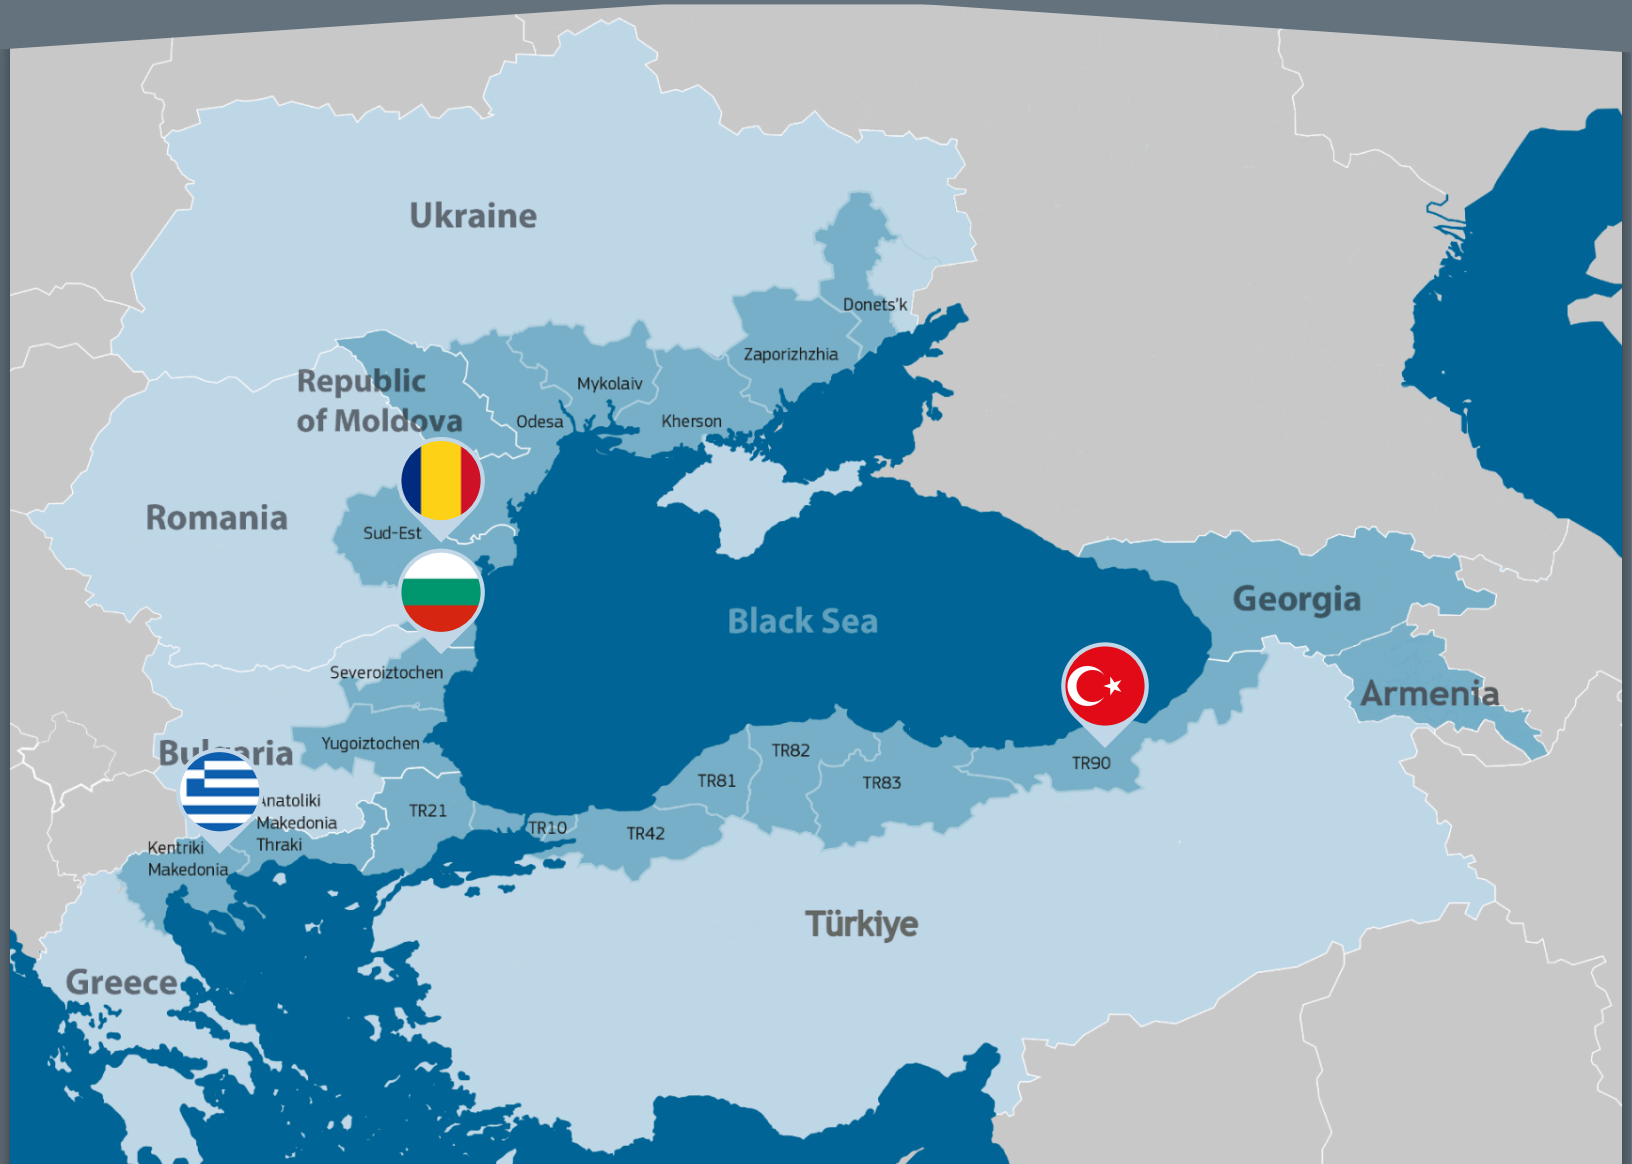 Ukraine
Donets'k
Zaporizhzhia
Republic
of Moldova
Mykolaiv
Odesa
Kherson
Romania
Sud-Est
Georgia
Black Sea
Severoiztochen
Armenia
Yugoiztochen
Bulgaria
TR82
TR90
TR81
TR83
Anatoliki
Makedonia
Thraki
TR21
TR10
TR42
Kentriki
Makedonia
Türkiye
Greece